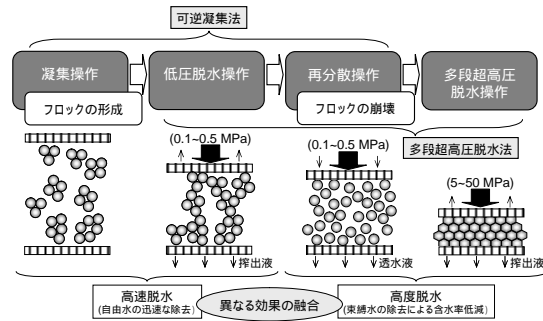 可逆凝集法
凝集操作
低圧脱水操作
再分散操作
多段超高圧
脱水操作
フロックの形成
フロックの崩壊
多段超高圧脱水法
(0.1~0.5 MPa)
(0.1~0.5 MPa)
(5~50 MPa)
搾出液
透水液
搾出液
高速脱水
(自由水の迅速な除去)
異なる効果の融合
高度脱水
(束縛水の除去による含水率低減)